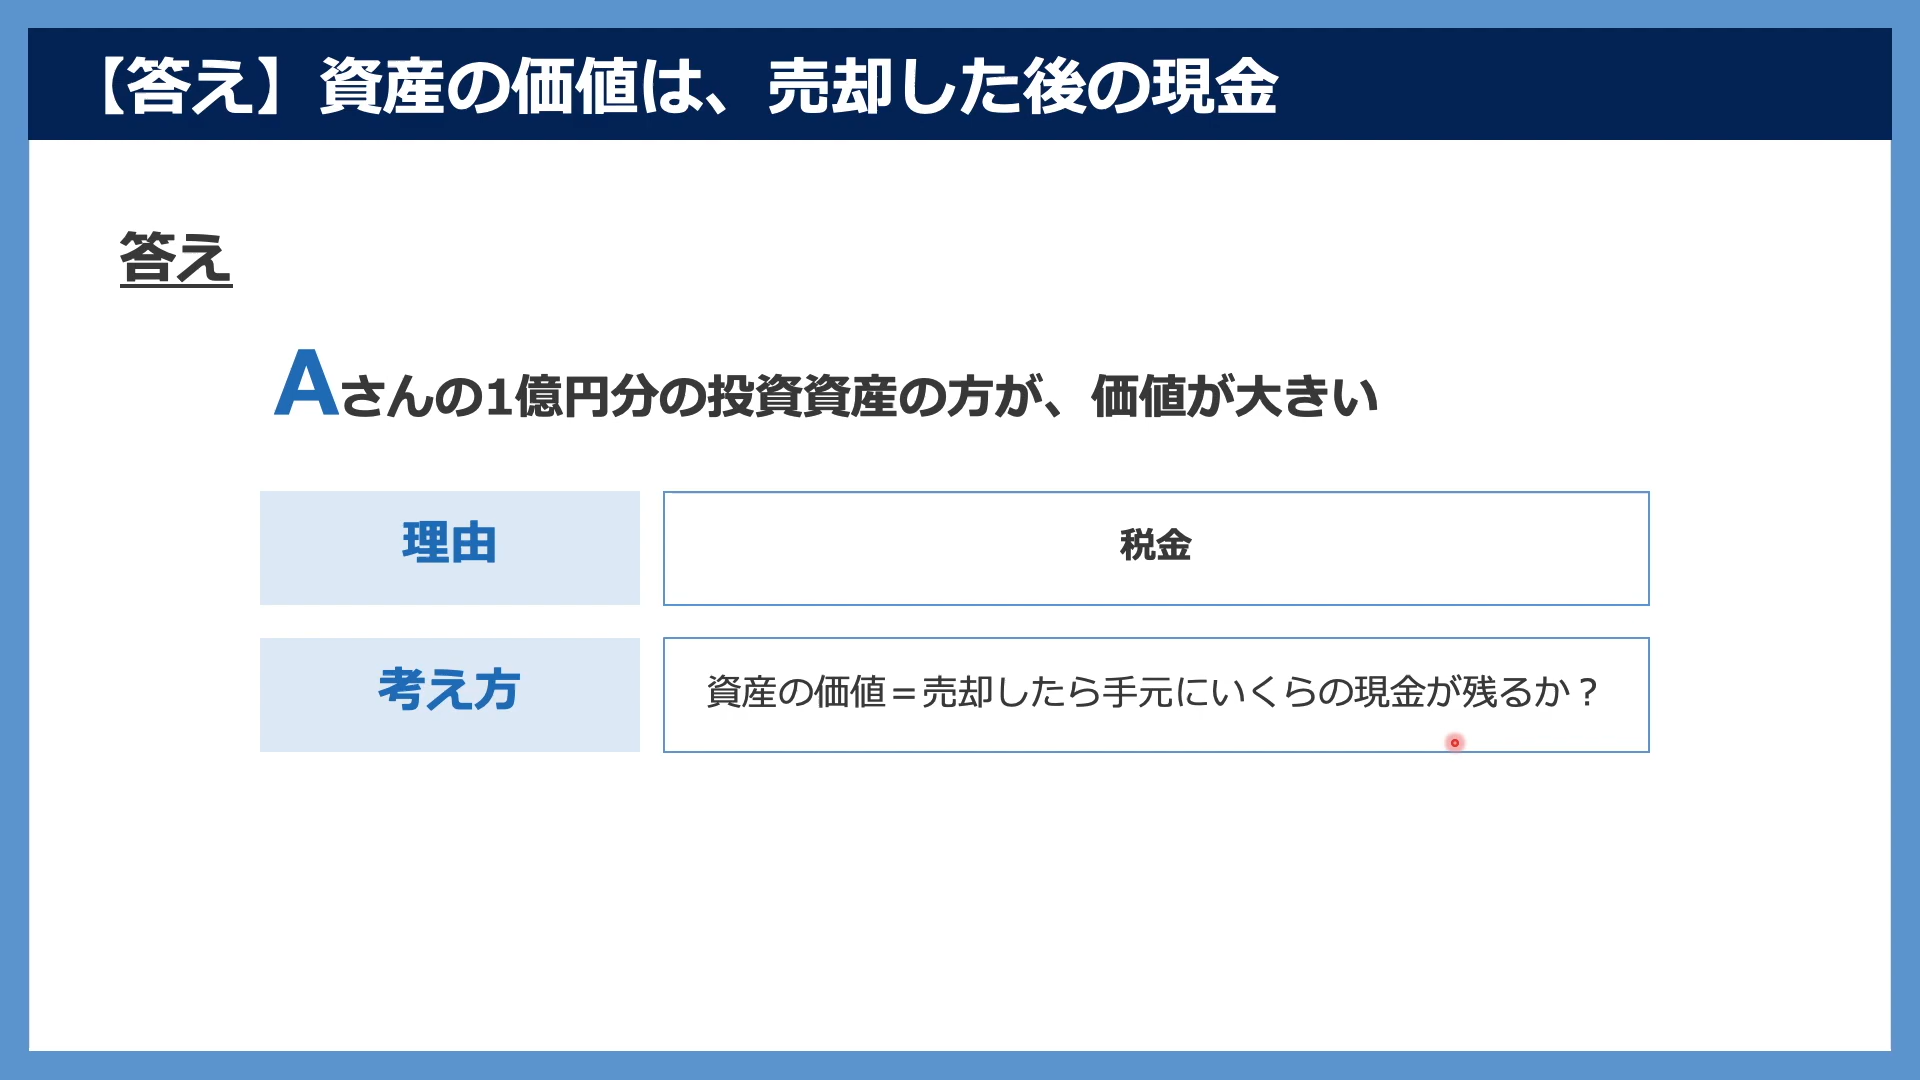 【答え】資産の価値は、売却した後の現金
答え
Aさんの1億円分の投資資産の方が、価値が大きい
理由
税金
考え方
資産の価値＝売却したら手元にいくらの現金が残るか？